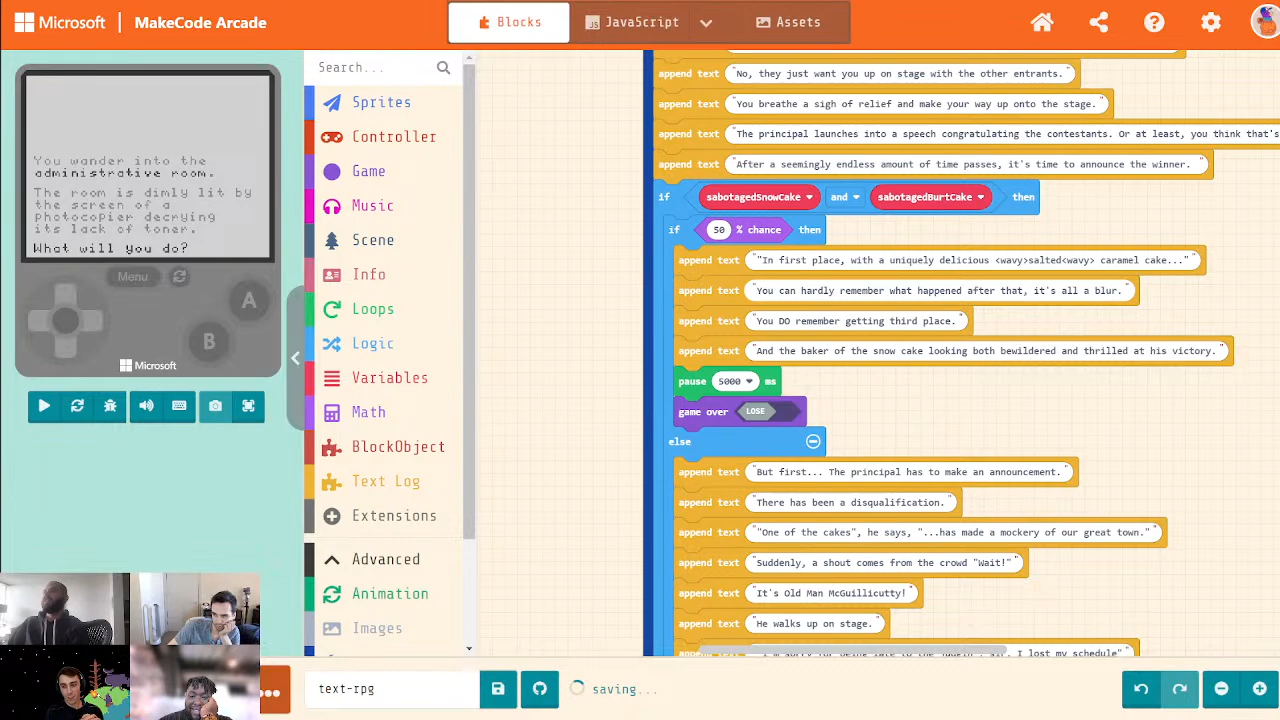 Microsoft | MakeCode Arcade
Blocks
JavaScript
Assets
You wander into the
Administrative room.
The room is dimly lit by
the screen of a
photocopier decrying
its lack of toner.
What will you do?
Menu
A
B
Microsoft
Search...
Sprites
Controller
Game
Music
Scene
Info
Loops
Logic
Variables
Math
BlockObject
Text Log
Extensions
Advanced
Animation
Images
append text "No, they just want you up on stage with the other entrants."
append text "You breathe a sigh of relief and make your way up onto the stage."
append text "The principal launches into a speech congratulating the contestants. Or at least, you think that's
append text "After a seemingly endless amount of time passes, it's time to announce the winner. "
if sabotagedSnowCake and sabotagedBurtCake then
if 50 % chance then
append text ""In first place, with a uniquely delicious <wavy>salted<wavy> caramel cake...""
append text "You can hardly remember what happened after that, it's all a blur."
append text "You DO remember getting third place."
append text "And the baker of the snow cake looking both bewildered and thrilled at his victory."
pause 5000 ms
game over LOSE
else
append text "But first... The principal has to make an announcement."
append text "There has been a disqualification."
append text ""One of the cakes", he says, "...has made a mockery of our great town.""
append text "Suddenly, a shout comes from the crowd "Wait!""
append text "It's Old Man McGuillicutty!"
append text "He walks up on stage."
text-rpg
saving...